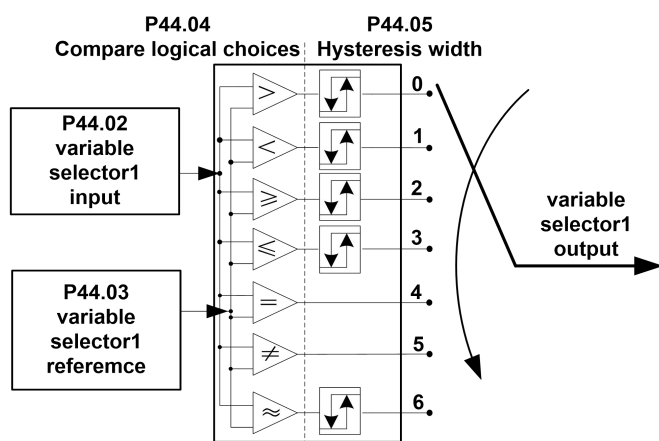 P44.04
Compare logical choices
P44.05
Hysteresis width
P44.02
variable
selector1
input
P44.03
variable
selector1
referemce
>
<
≥
≤
=
≠
≈
0
1
2
3
4
5
6
variable
selector1
output